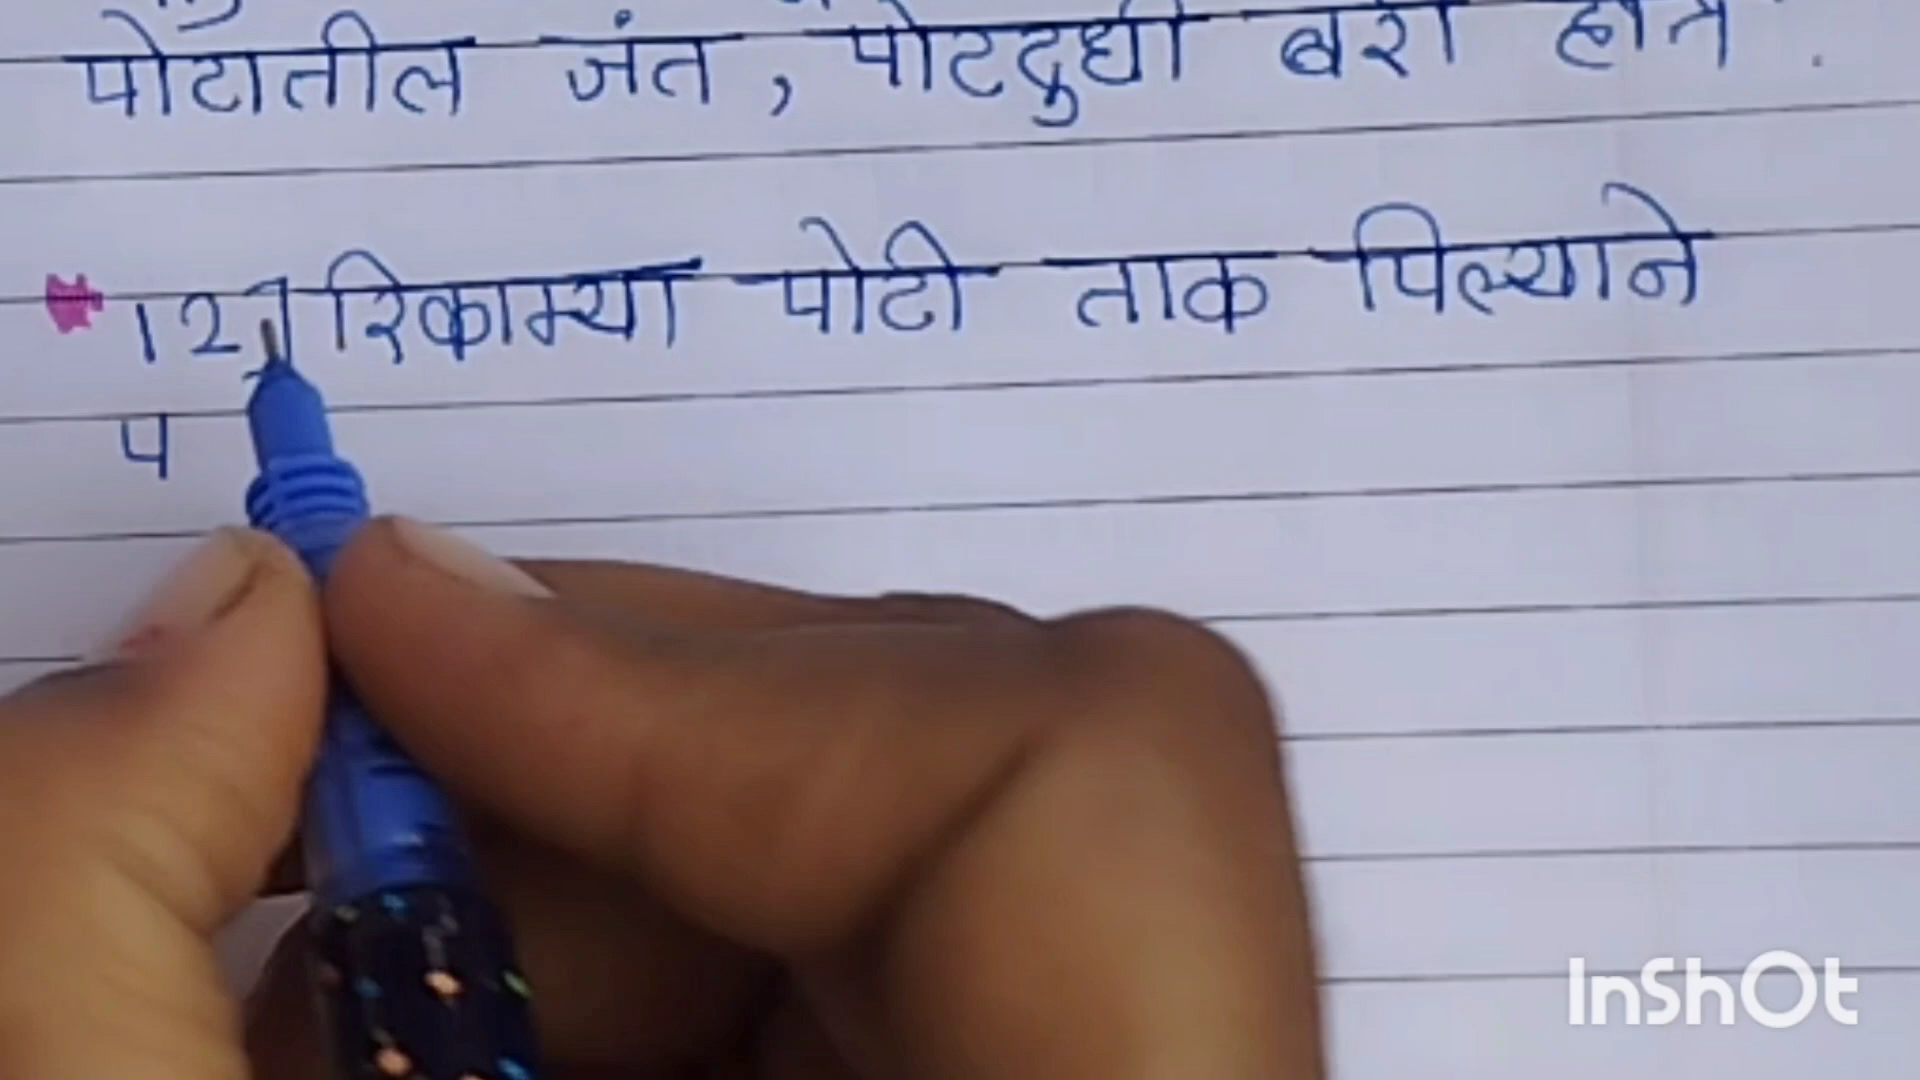 पोटातील जंत, पोटदुघी बरी होते.
12] रिकाम्या पोटी ताक पिल्याने
प
InShOt